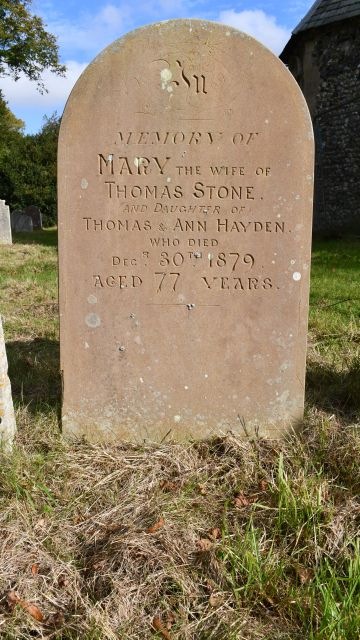 In
MEMORY OF
MARY THE WIFE OF
THOMAS STONE.
AND DAUGHTER OF
THOMAS & ANN HAYDEN.
WHO DIED
DECR. 30TH 1879.
AGED 77 YEARS.